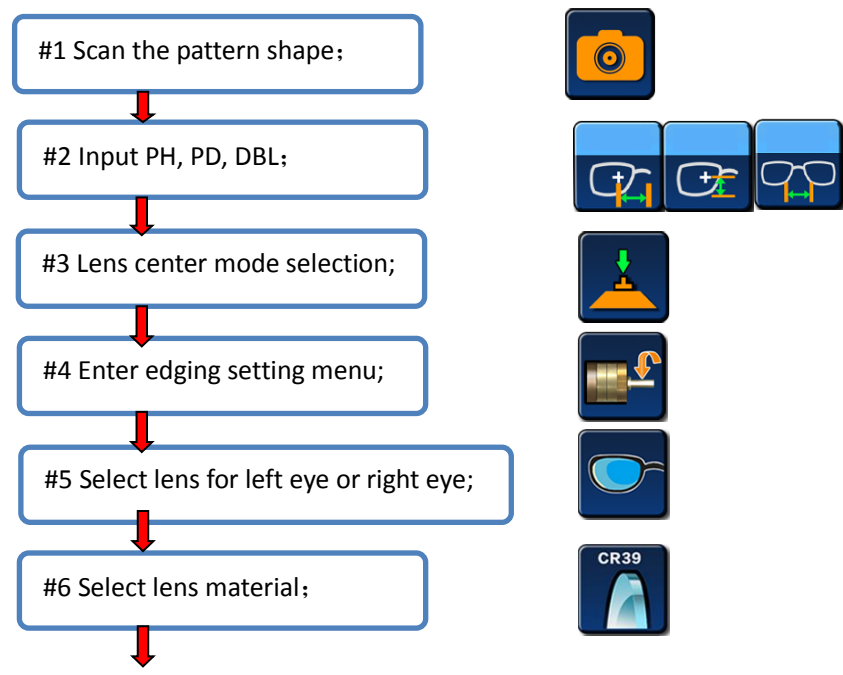 #1 Scan the pattern shape；
#2 Input PH, PD, DBL；
#3 Lens center mode selection;
#4 Enter edging setting menu;
#5 Select lens for left eye or right eye;
#6 Select lens material；
CR39